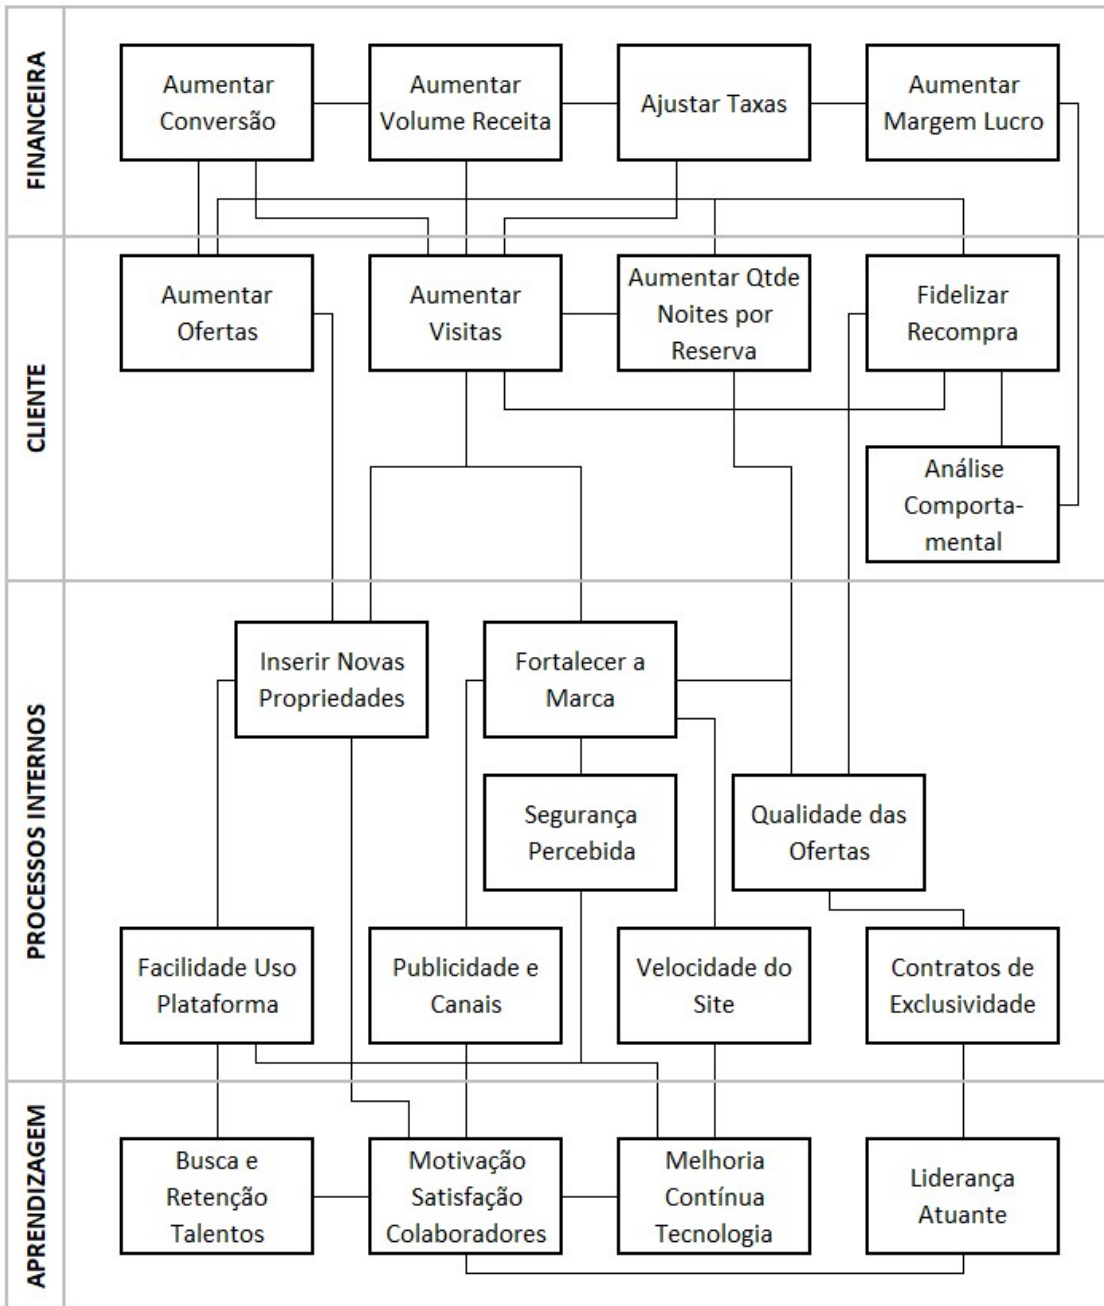 FINANCEIRA
Aumentar
Conversão
Aumentar
Volume Receita
Ajustar Taxas
Aumentar
Margem Lucro
CLIENTE
Aumentar
Ofertas
Aumentar
Visitas
Aumentar Qtde
Noites por
Reserva
Fidelizar
Recompra
Análise
Comporta-
mental
PROCESSOS INTERNOS
Inserir Novas
Propriedades
Fortalecer a
Marca
Segurança
Percebida
Qualidade das
Ofertas
Facilidade Uso
Plataforma
Publicidade e
Canais
Velocidade do
Site
Contratos de
Exclusividade
APRENDIZAGEM
Busca e
Retenção
Talentos
Motivação
Satisfação
Colaboradores
Melhoria
Contínua
Tecnologia
Liderança
Atuante